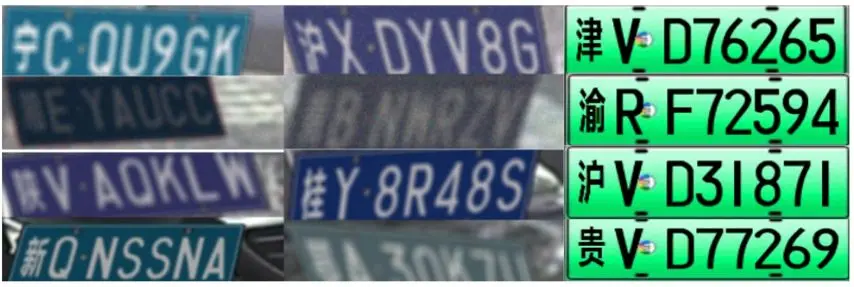 宁C·QU9GK
沪X·DYV8G
津V D76265
E·YAUCC
渝R F72594
陕V·AQKLW
桂Y·8R48S
沪V D31871
新Q·NSSNA
贵V D77269